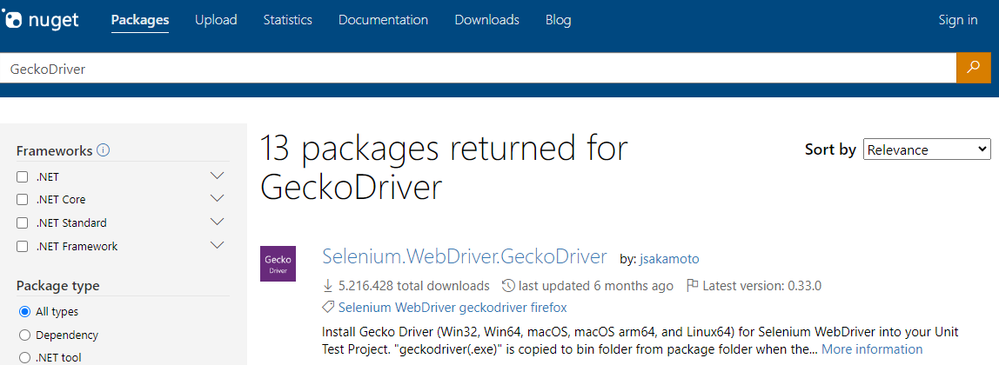 nuget Packages Upload Statistics Documentation Downloads Blog Sign in
GeckoDriver
Frameworks
.NET
.NET Core
.NET Standard
.NET Framework
Package type
All types
Dependency
.NET tool
13 packages returned for
GeckoDriver
Sort by Relevance
Gecko
Driver
Selenium.WebDriver.GeckoDriver by: jsakamoto
5.216.428 total downloads last updated 6 months ago Latest version: 0.33.0
Selenium WebDriver geckodriver firefox
Install Gecko Driver (Win32, Win64, macOS, macOS arm64, and Linux64) for Selenium WebDriver into your Unit
Test Project. "geckodriver(.exe)" is copied to bin folder from package folder when the... More information